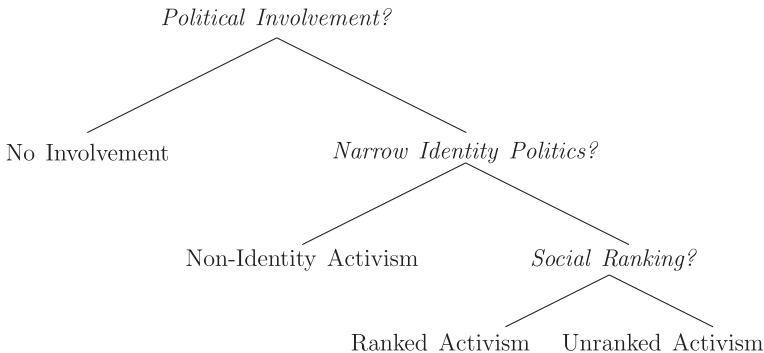 Political Involvement?
No Involvement
Narrow Identity Politics?
Non-Identity Activism
Social Ranking?
Ranked Activism
Unranked Activism